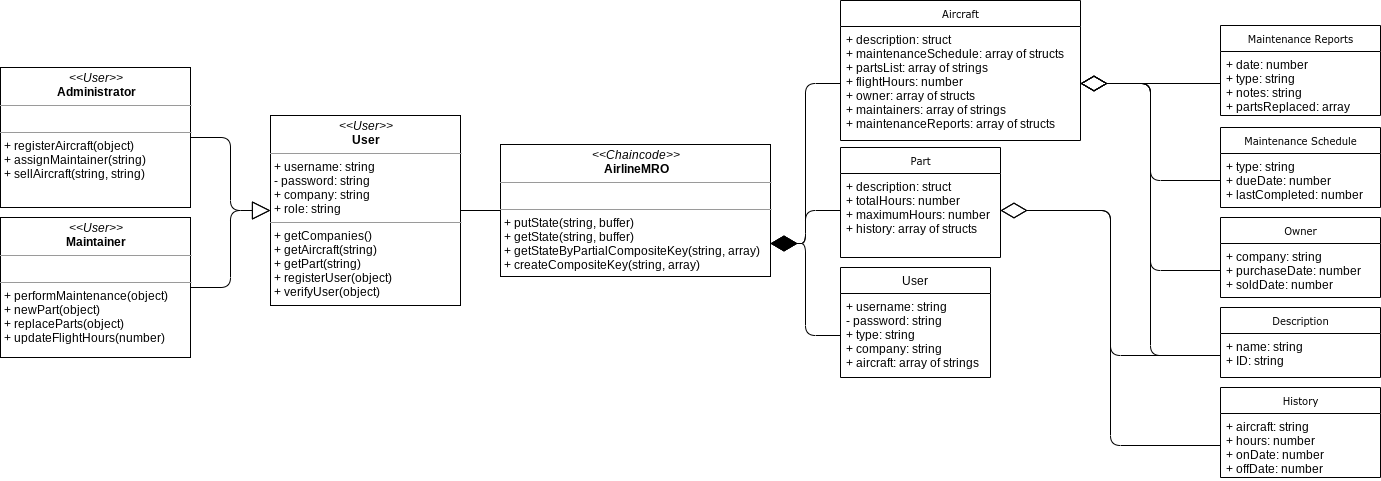 <<User>>
Administrator
+ registerAircraft(object)
+ assignMaintainer(string)
+ sellAircraft(string, string)
Maintainer
+ performMaintenance(object)
+ newPart(object)
+ replaceParts(object)
+ updateFlightHours(number)
<<User>>
User
+ username: string
- password: string
+ company: string
+ role: string
+ getCompanies()
+ getAircraft(string)
+ getPart(string)
+ registerUser(object)
+ verifyUser(object)
<<Chaincode>>
AirlineMRO
+ putState(string, buffer)
+ getState(string, buffer)
+ getStateByPartialCompositeKey(string, array)
+ createCompositeKey(string, array)
Aircraft
+ description: struct
+ maintenanceSchedule: array of structs
+ partsList: array of strings
+ flightHours: number
+ owner: array of structs
+ maintainers: array of strings
+ maintenanceReports: array of structs
Part
+ description: struct
+ totalHours: number
+ maximumHours: number
+ history: array of structs
User
+ username: string
- password: string
+ type: string
+ company: string
+ aircraft: array of strings
Maintenance Reports
+ date: number
+ type: string
+ notes: string
+ partsReplaced: array
Maintenance Schedule
+ type: string
+ dueDate: number
+ lastCompleted: number
Owner
+ company: string
+ purchaseDate: number
+ soldDate: number
Description
+ name: string
+ ID: string
History
+ aircraft: string
+ hours: number
+ onDate: number
+ offDate: number